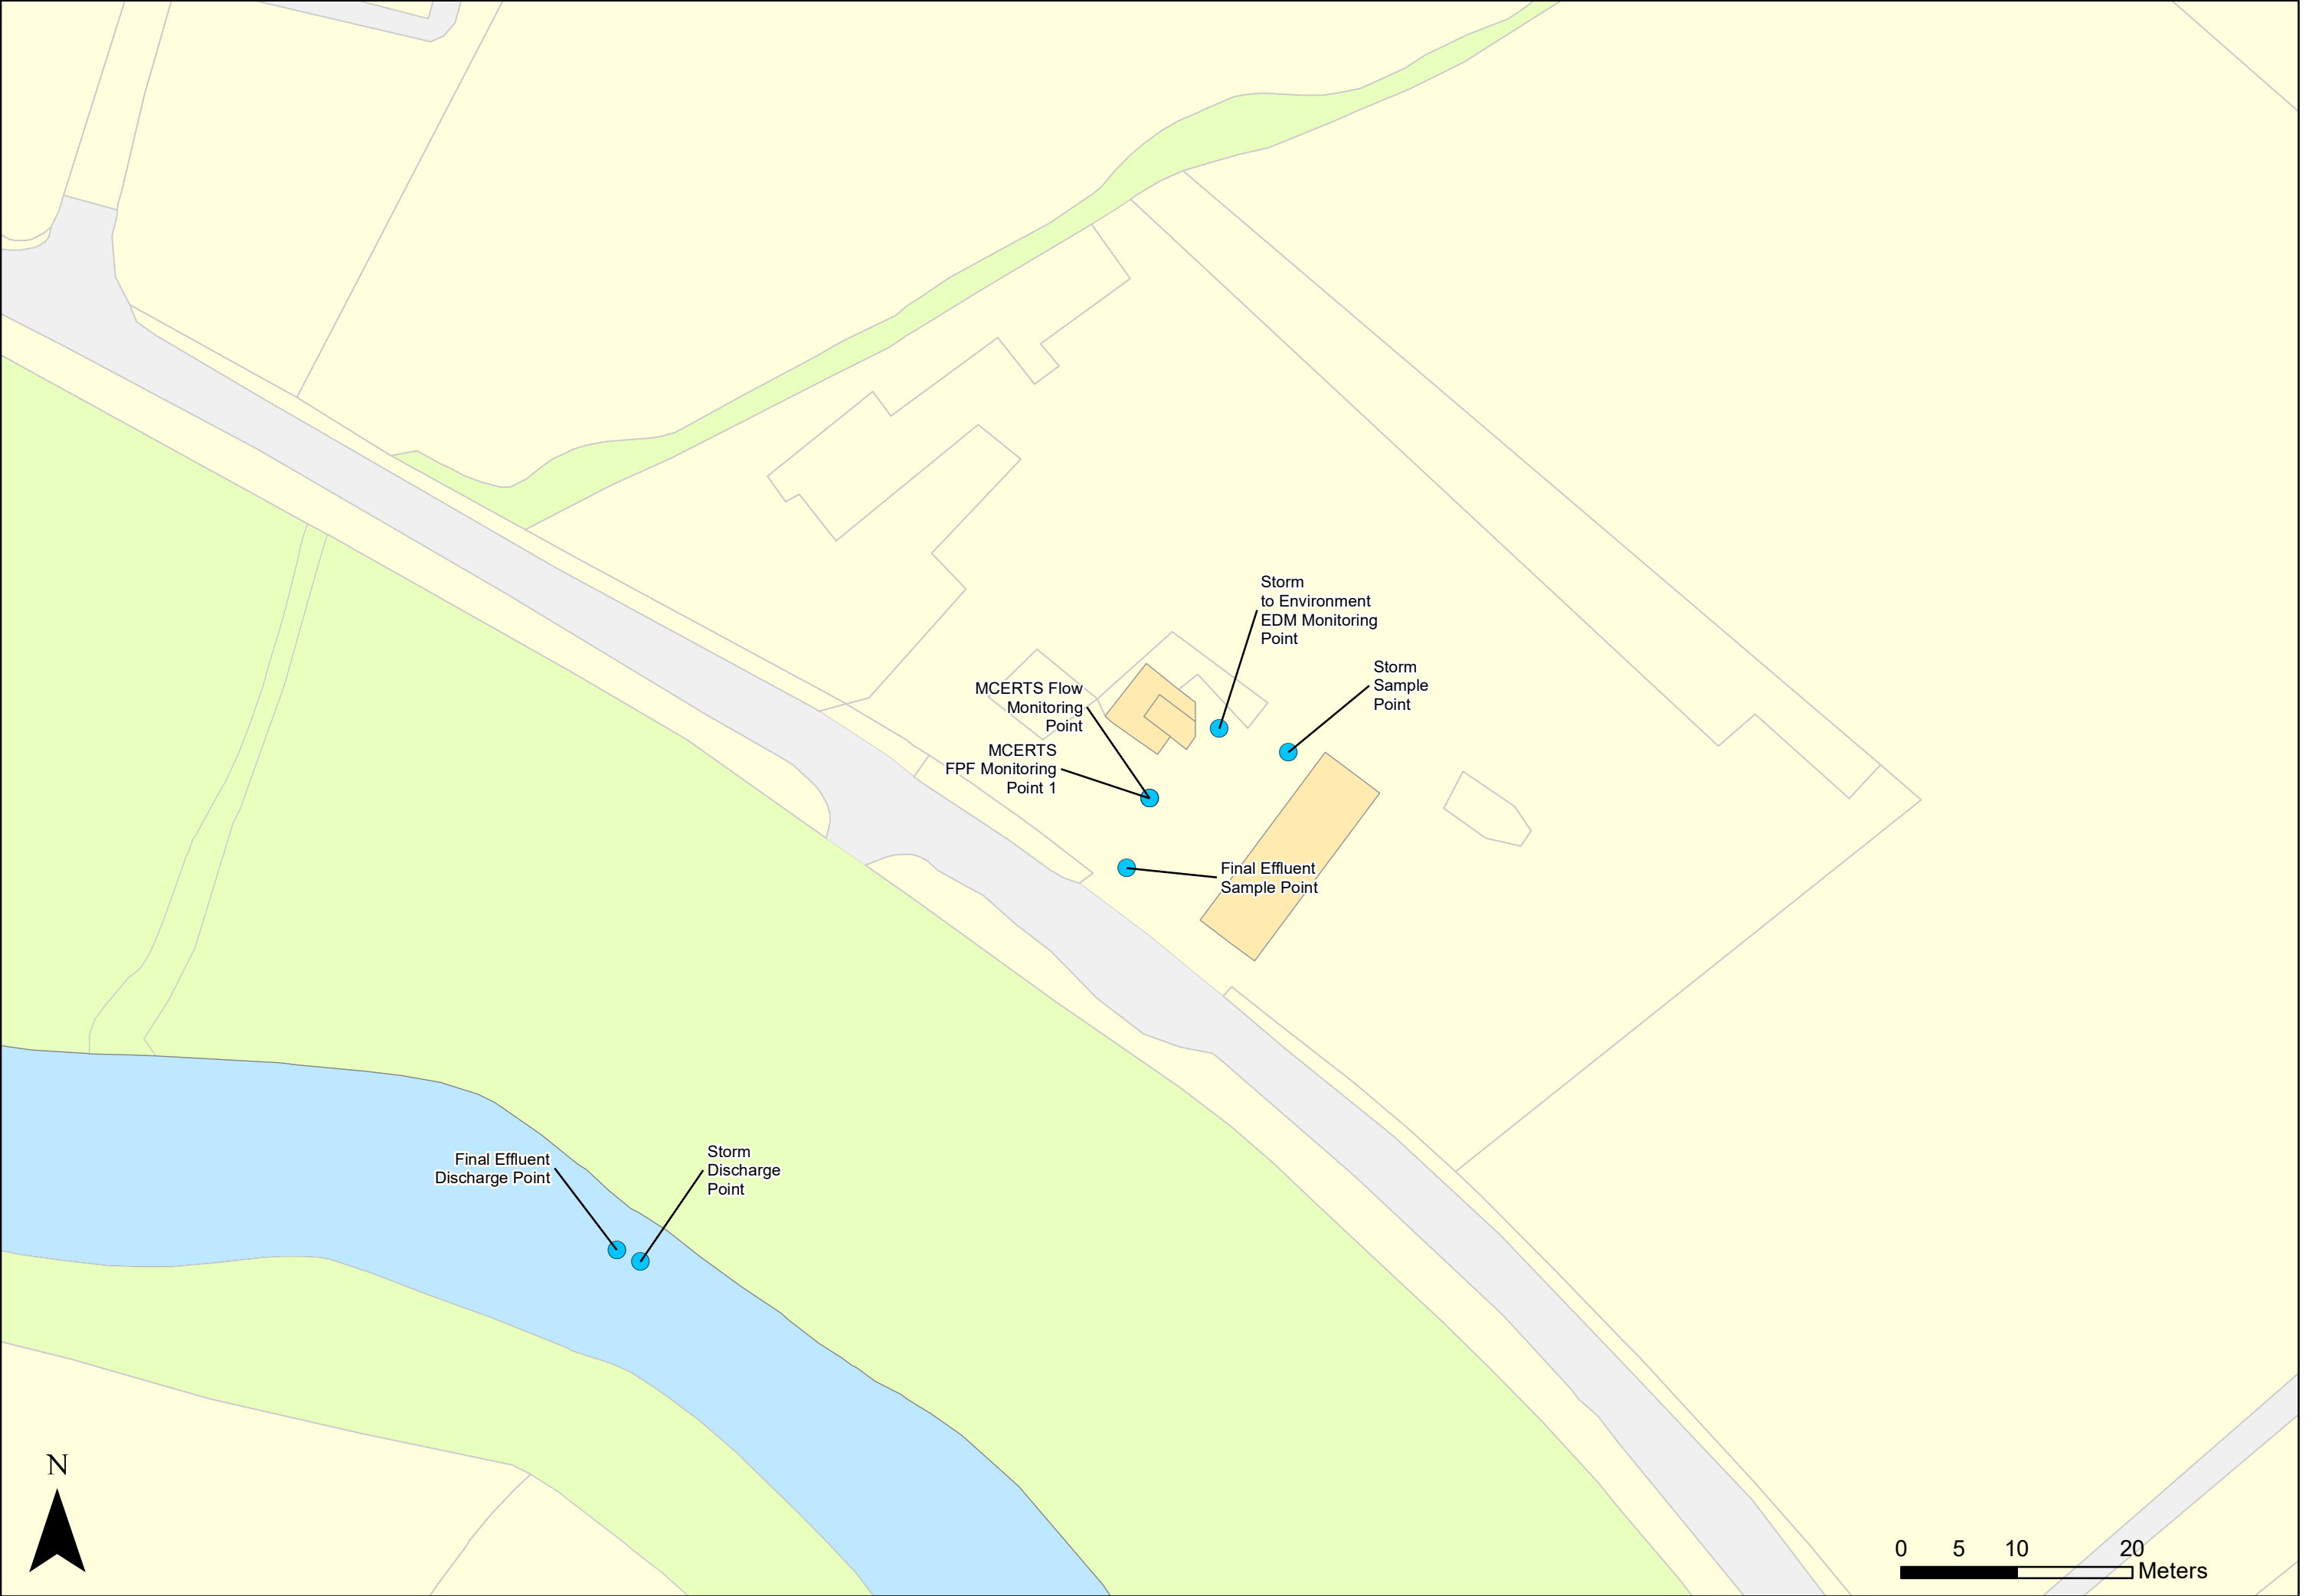 Storm
to Environment
EDM Monitoring
Point
Storm
Sample
Point
MCERTS Flow
Monitoring
Point
MCERTS
FPF Monitoring
Point 1
Final Effluent
Sample Point
Final Effluent
Discharge Point
Storm
Discharge
Point
N
0 5 10 20
Meters